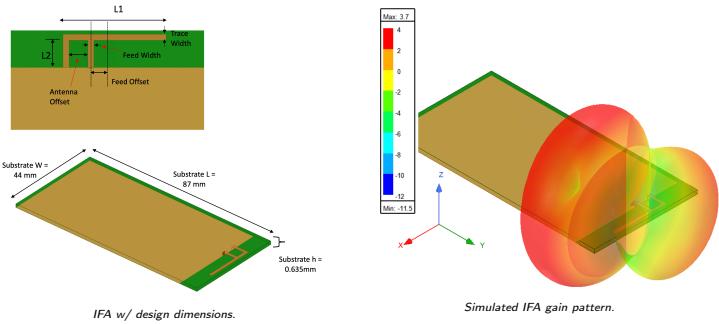 L1
Trace
Width
L2
Feed Width
Feed Offset
Antenna
Offset
Substrate W =
44 mm
Substrate L =
87 mm
Substrate h =
0.635mm
IFA w/ design dimensions.
Max: 3.7
4
2
0
-2
-4
-6
-8
-10
-12
Min: -11.5
Z
X
Y
Simulated IFA gain pattern.